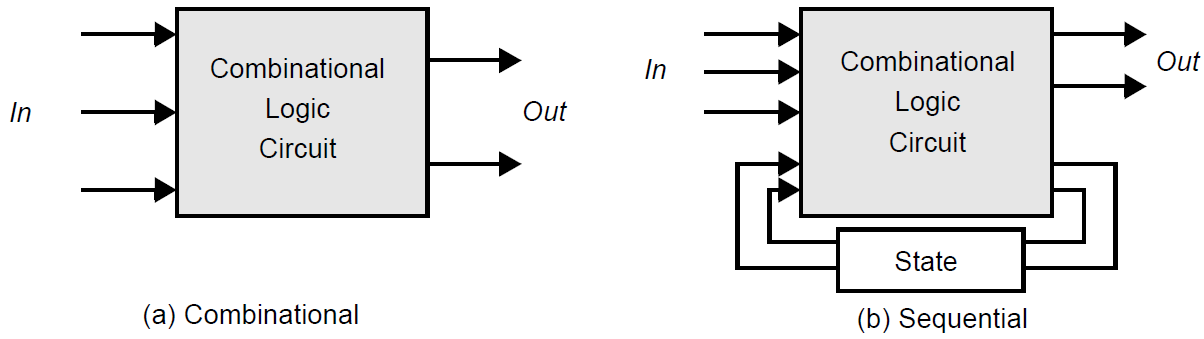 In
Combinational
Logic
Circuit
Out
(a) Combinational
In
Combinational
Logic
Circuit
Out
State
(b) Sequential